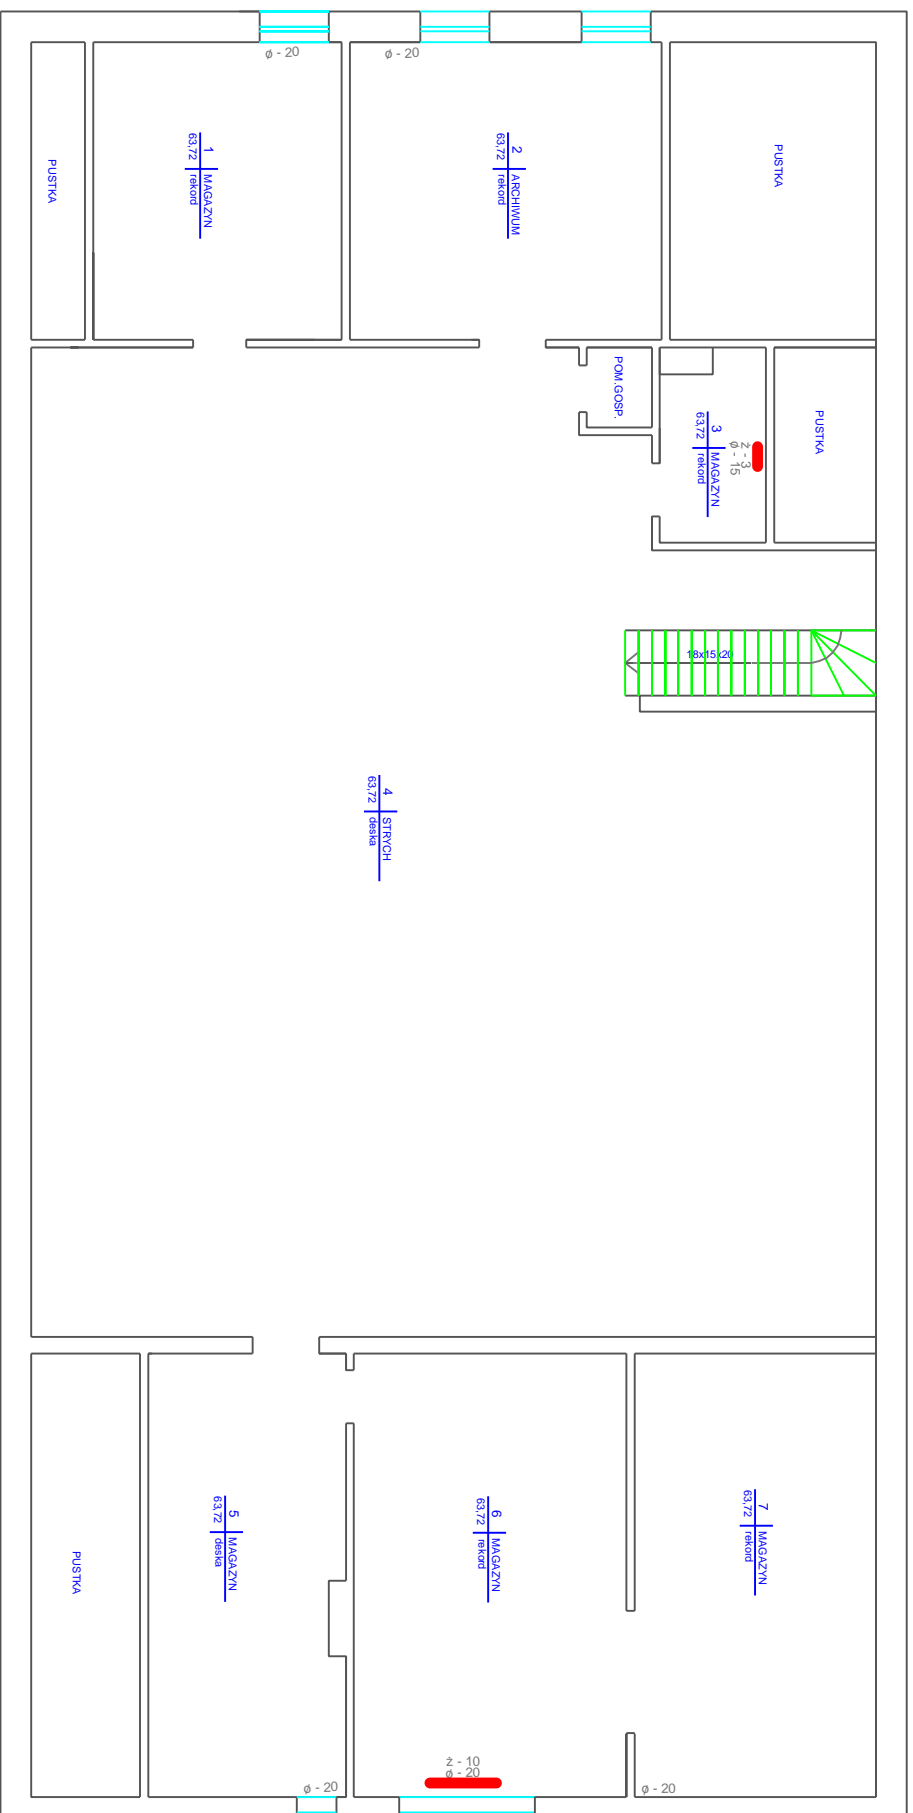 ø - 20
ø - 20
PUSTKA
1
MAGAZYN
63,72
rekord
2
ARCHIWUM
63,72
rekord
PUSTKA
POM.GOSP.
3
MAGAZYN
63,72
rekord
ż - 3
ø - 15
PUSTKA
18x15x20
4
STRYCH
63,72
deska
PUSTKA
5
MAGAZYN
63,72
deska
6
MAGAZYN
63,72
rekord
7
MAGAZYN
63,72
rekord
ż - 10
ø - 20
ø - 20
ø - 20